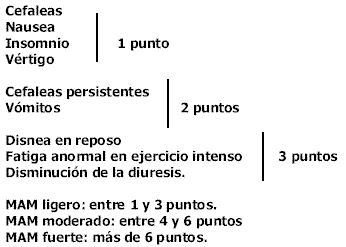 Cefaleas
Nausea
Insomnio
1 punto
Vértigo
Cefaleas persistentes
Vómitos
2 puntos
Disnea en reposo
Fatiga anormal en ejercicio intenso
3 puntos
Disminución de la diuresis.
MAM ligero: entre 1 y 3 puntos.
MAM moderado: entre 4 y 6 puntos
MAM fuerte: más de 6 puntos.